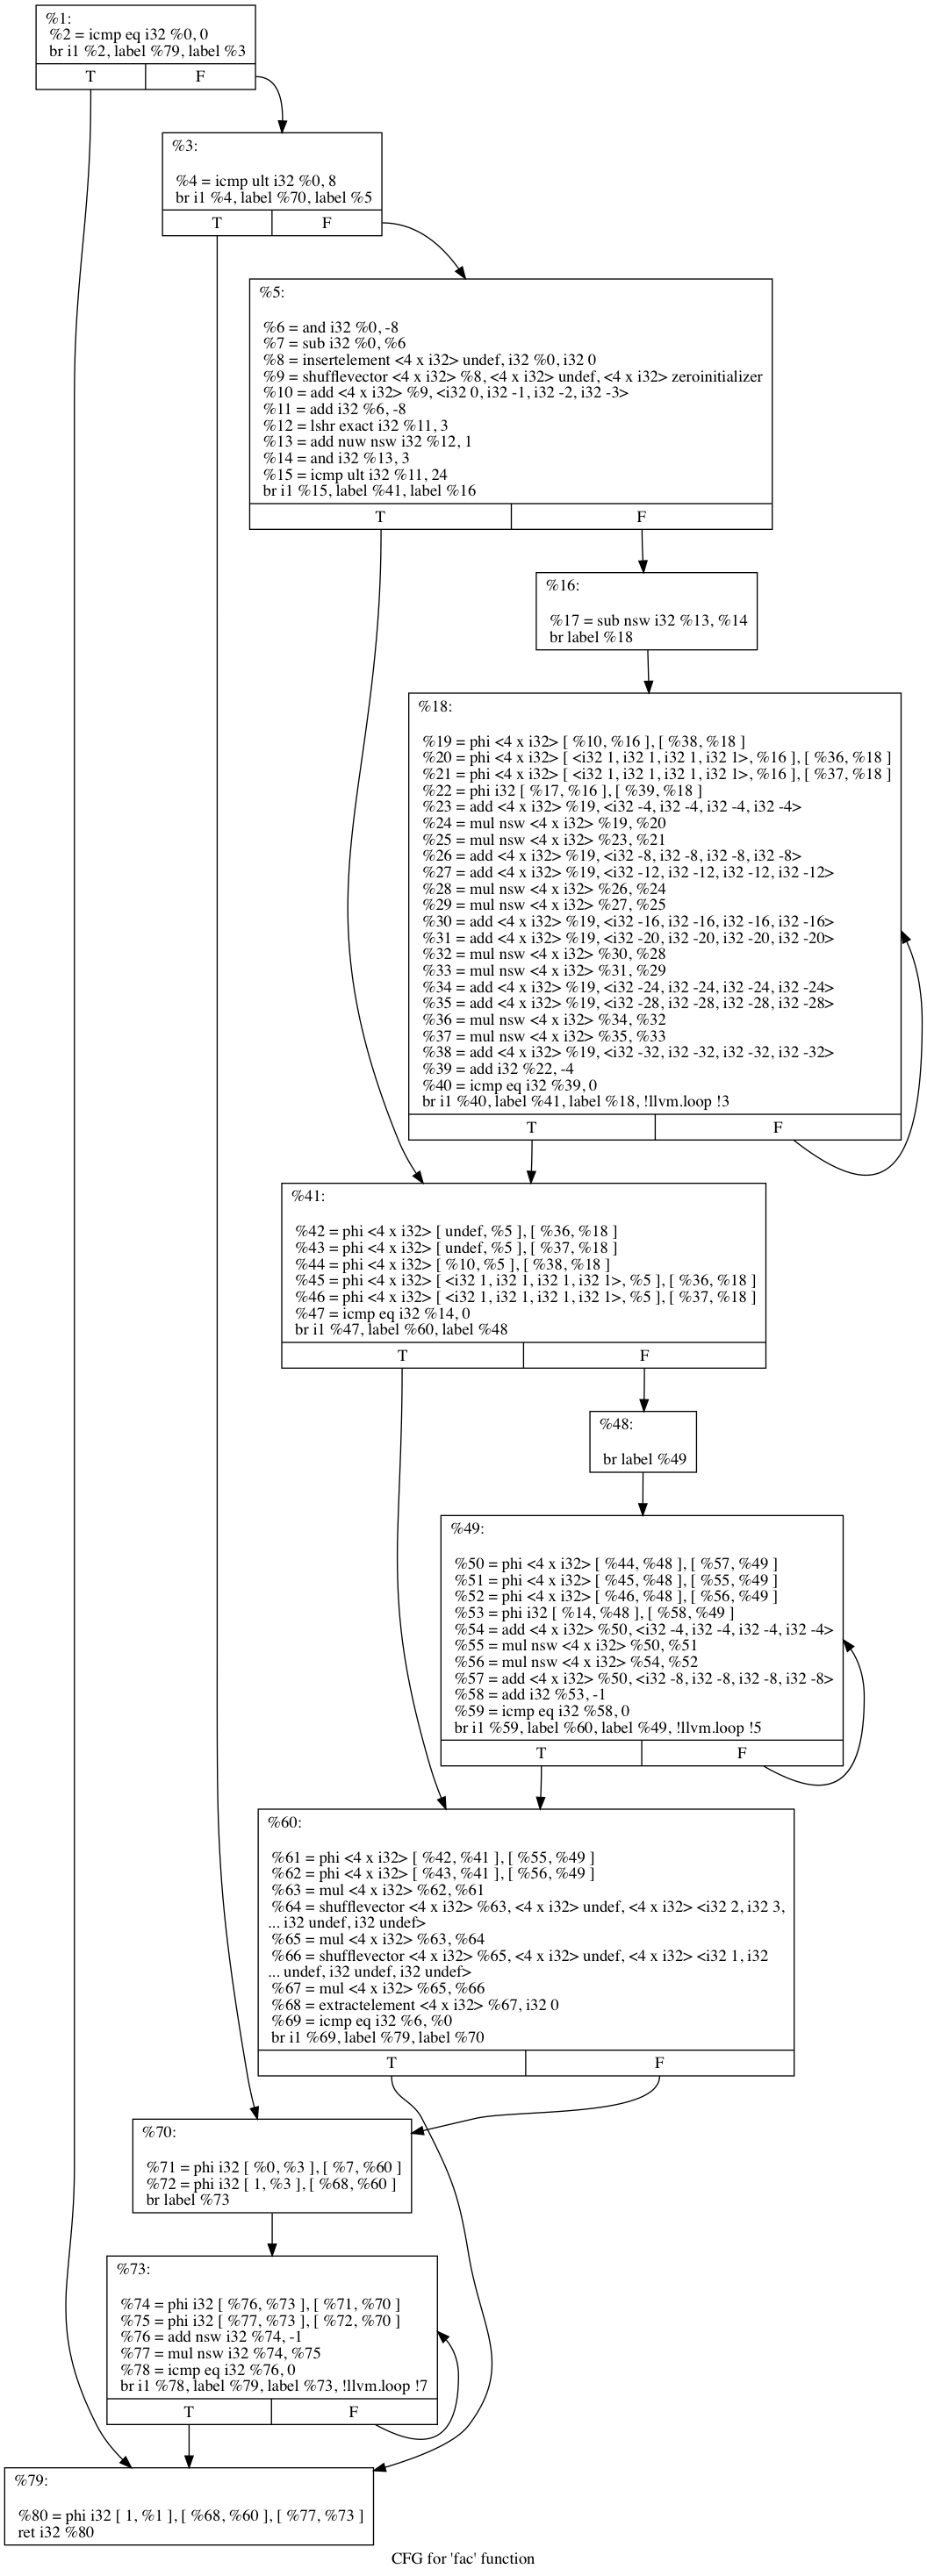 %1:
%2 = icmp eq i32 %0, 0
br i1 %2, label %79, label %3
T F
%3:
%4 = icmp ult i32 %0, 8
br i1 %4, label %70, label %5
T F
%5:
%6 = and i32 %0, -8
%7 = sub i32 %0, %6
%8 = insertelement <4 x i32> undef, i32 %0, i32 0
%9 = shufflevector <4 x i32> %8, <4 x i32> undef, <4 x i32> zeroinitializer
%10 = add <4 x i32> %9, <i32 0, i32 -1, i32 -2, i32 -3>
%11 = add i32 %6, -8
%12 = lshr exact i32 %11, 3
%13 = add nuw nsw i32 %12, 1
%14 = and i32 %13, 3
%15 = icmp ult i32 %11, 24
br i1 %15, label %41, label %16
T F
%16:
%17 = sub nsw i32 %13, %14
br label %18
%18:
%19 = phi <4 x i32> [ %10, %16 ], [ %38, %18 ]
%20 = phi <4 x i32> [ <i32 1, i32 1, i32 1, i32 1>, %16 ], [ %36, %18 ]
%21 = phi <4 x i32> [ <i32 1, i32 1, i32 1, i32 1>, %16 ], [ %37, %18 ]
%22 = phi i32 [ %17, %16 ], [ %39, %18 ]
%23 = add <4 x i32> %19, <i32 -4, i32 -4, i32 -4, i32 -4>
%24 = mul nsw <4 x i32> %19, %20
%25 = mul nsw <4 x i32> %23, %21
%26 = add <4 x i32> %19, <i32 -8, i32 -8, i32 -8, i32 -8>
%27 = add <4 x i32> %19, <i32 -12, i32 -12, i32 -12, i32 -12>
%28 = mul nsw <4 x i32> %26, %24
%29 = mul nsw <4 x i32> %27, %25
%30 = add <4 x i32> %19, <i32 -16, i32 -16, i32 -16, i32 -16>
%31 = add <4 x i32> %19, <i32 -20, i32 -20, i32 -20, i32 -20>
%32 = mul nsw <4 x i32> %30, %28
%33 = mul nsw <4 x i32> %31, %29
%34 = add <4 x i32> %19, <i32 -24, i32 -24, i32 -24, i32 -24>
%35 = add <4 x i32> %19, <i32 -28, i32 -28, i32 -28, i32 -28>
%36 = mul nsw <4 x i32> %34, %32
%37 = mul nsw <4 x i32> %35, %33
%38 = add <4 x i32> %19, <i32 -32, i32 -32, i32 -32, i32 -32>
%39 = add i32 %22, -4
%40 = icmp eq i32 %39, 0
br i1 %40, label %41, label %18, !llvm.loop !3
T F
%41:
%42 = phi <4 x i32> [ undef, %5 ], [ %36, %18 ]
%43 = phi <4 x i32> [ undef, %5 ], [ %37, %18 ]
%44 = phi <4 x i32> [ %10, %5 ], [ %38, %18 ]
%45 = phi <4 x i32> [ <i32 1, i32 1, i32 1, i32 1>, %5 ], [ %36, %18 ]
%46 = phi <4 x i32> [ <i32 1, i32 1, i32 1, i32 1>, %5 ], [ %37, %18 ]
%47 = icmp eq i32 %14, 0
br i1 %47, label %60, label %48
T F
%48:
br label %49
%49:
%50 = phi <4 x i32> [ %44, %48 ], [ %57, %49 ]
%51 = phi <4 x i32> [ %45, %48 ], [ %55, %49 ]
%52 = phi <4 x i32> [ %46, %48 ], [ %56, %49 ]
%53 = phi i32 [ %14, %48 ], [ %58, %49 ]
%54 = add <4 x i32> %50, <i32 -4, i32 -4, i32 -4, i32 -4>
%55 = mul nsw <4 x i32> %50, %51
%56 = mul nsw <4 x i32> %54, %52
%57 = add <4 x i32> %50, <i32 -8, i32 -8, i32 -8, i32 -8>
%58 = add i32 %53, -1
%59 = icmp eq i32 %58, 0
br i1 %59, label %60, label %49, !llvm.loop !5
T F
%60:
%61 = phi <4 x i32> [ %42, %41 ], [ %55, %49 ]
%62 = phi <4 x i32> [ %43, %41 ], [ %56, %49 ]
%63 = mul <4 x i32> %62, %61
%64 = shufflevector <4 x i32> %63, <4 x i32> undef, <4 x i32> <i32 2, i32 3,
... i32 undef, i32 undef>
%65 = mul <4 x i32> %63, %64
%66 = shufflevector <4 x i32> %65, <4 x i32> undef, <4 x i32> <i32 1, i32
... undef, i32 undef, i32 undef>
%67 = mul <4 x i32> %65, %66
%68 = extractelement <4 x i32> %67, i32 0
%69 = icmp eq i32 %6, %0
br i1 %69, label %79, label %70
T F
%70:
%71 = phi i32 [ %0, %3 ], [ %7, %60 ]
%72 = phi i32 [ 1, %3 ], [ %68, %60 ]
br label %73
%73:
%74 = phi i32 [ %76, %73 ], [ %71, %70 ]
%75 = phi i32 [ %77, %73 ], [ %72, %70 ]
%76 = add nsw i32 %74, -1
%77 = mul nsw i32 %74, %75
%78 = icmp eq i32 %76, 0
br i1 %78, label %79, label %73, !llvm.loop !7
T F
%79:
%80 = phi i32 [ 1, %1 ], [ %68, %60 ], [ %77, %73 ]
ret i32 %80
CFG for 'fac' function